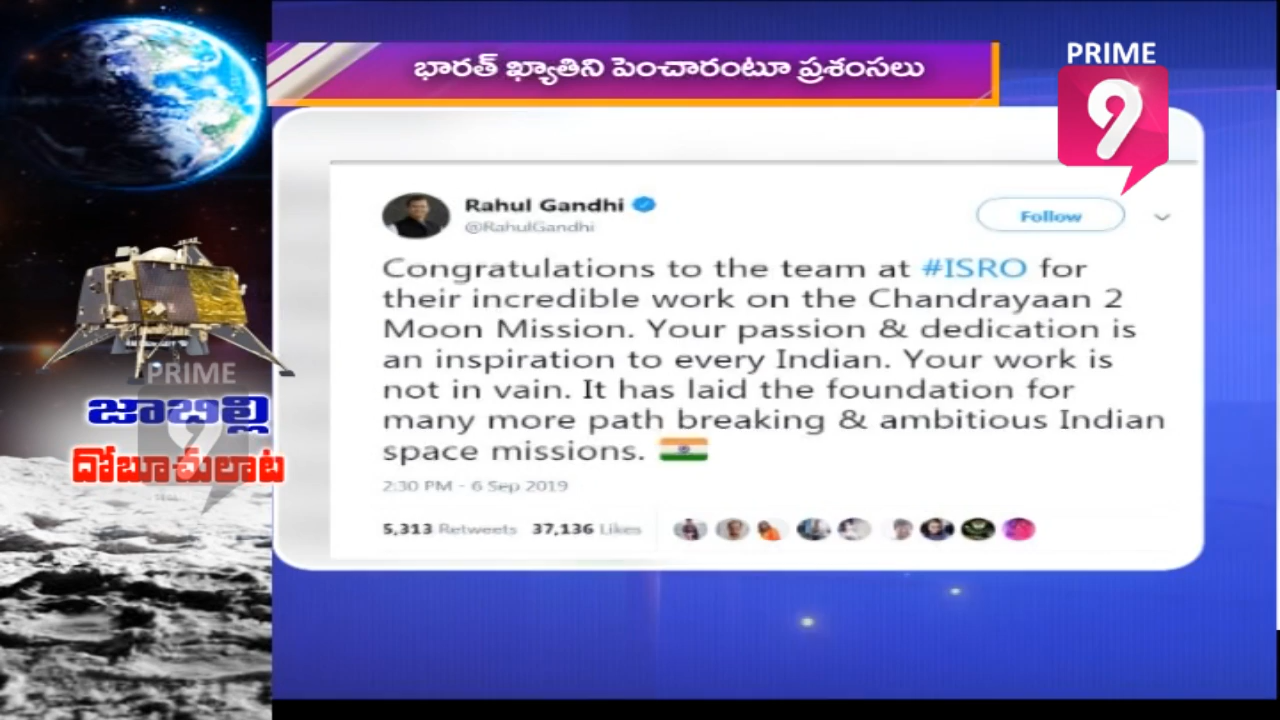 భారత్ ఖ్యాతిని పెంచారంటూ ప్రశంసలు
PRIME
9
Rahul Gandhi
@RahulGandhi
Follow
Congratulations to the team at #ISRO for
their incredible work on the Chandrayaan 2
Moon Mission. Your passion & dedication is
an inspiration to every Indian. Your work is
not in vain. It has laid the foundation for
many more path breaking & ambitious Indian
space missions. 🇮🇳
2:30 PM - 6 Sep 2019
5,313 Retweets 37,136 Likes
PRIME
9
జాబిల్లి
దోబూచులాట